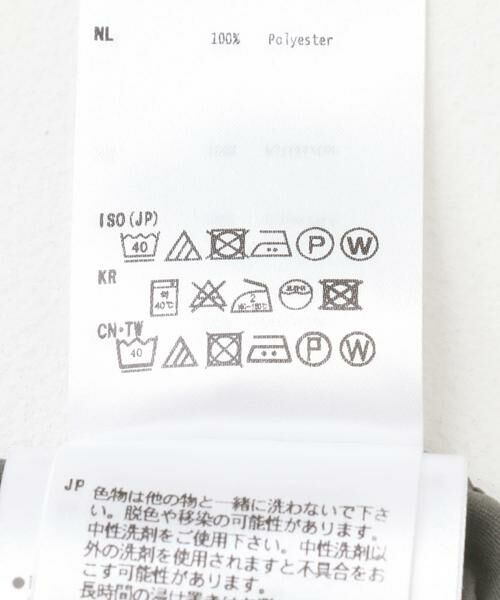 NL 100% Polyester
ISO(JP)
40 P W
KR
40℃ 2
CN·TW
40 P W
JP 色物は他の物と一緒に洗わないで下さ
い。脱色や移染の可能性があります。
中性洗剤をご使用下さい。中性洗剤以
外の洗剤を使用されますと不具合をお
こす可能性があります。